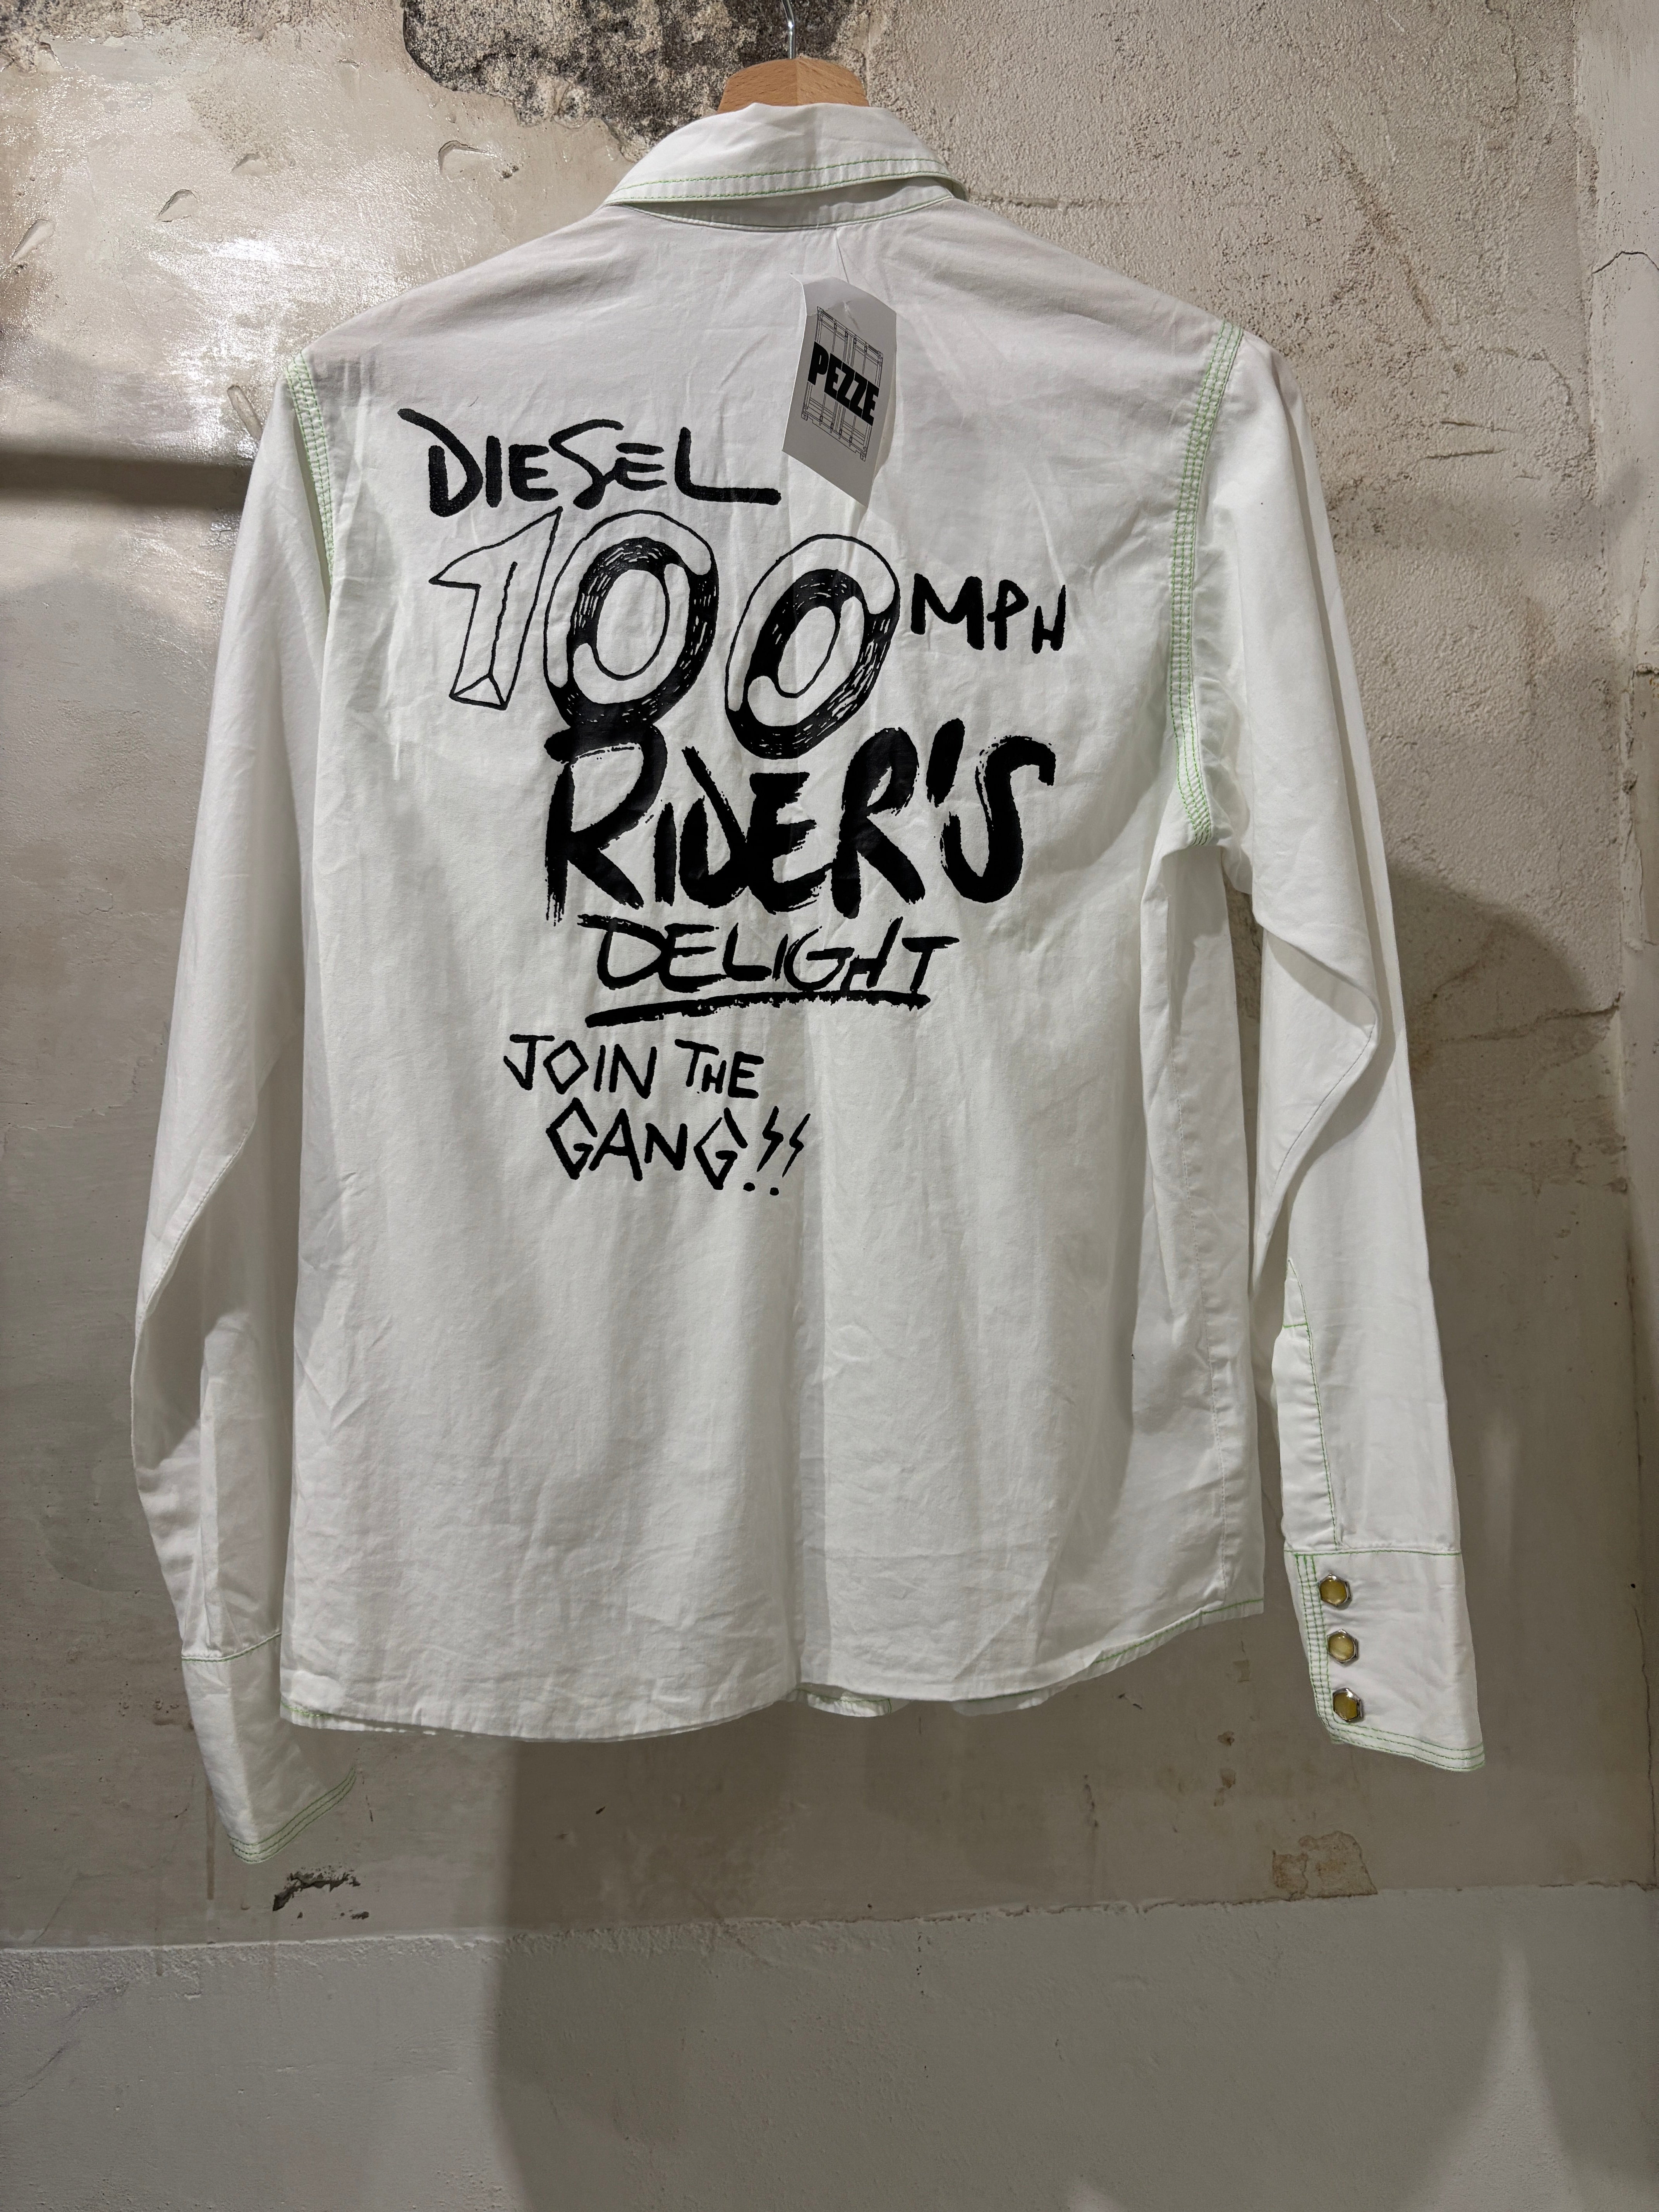 PEZZE
DIESEL
100 MPH
RIDER'S
DELIGHT
JOIN THE
GANG!!